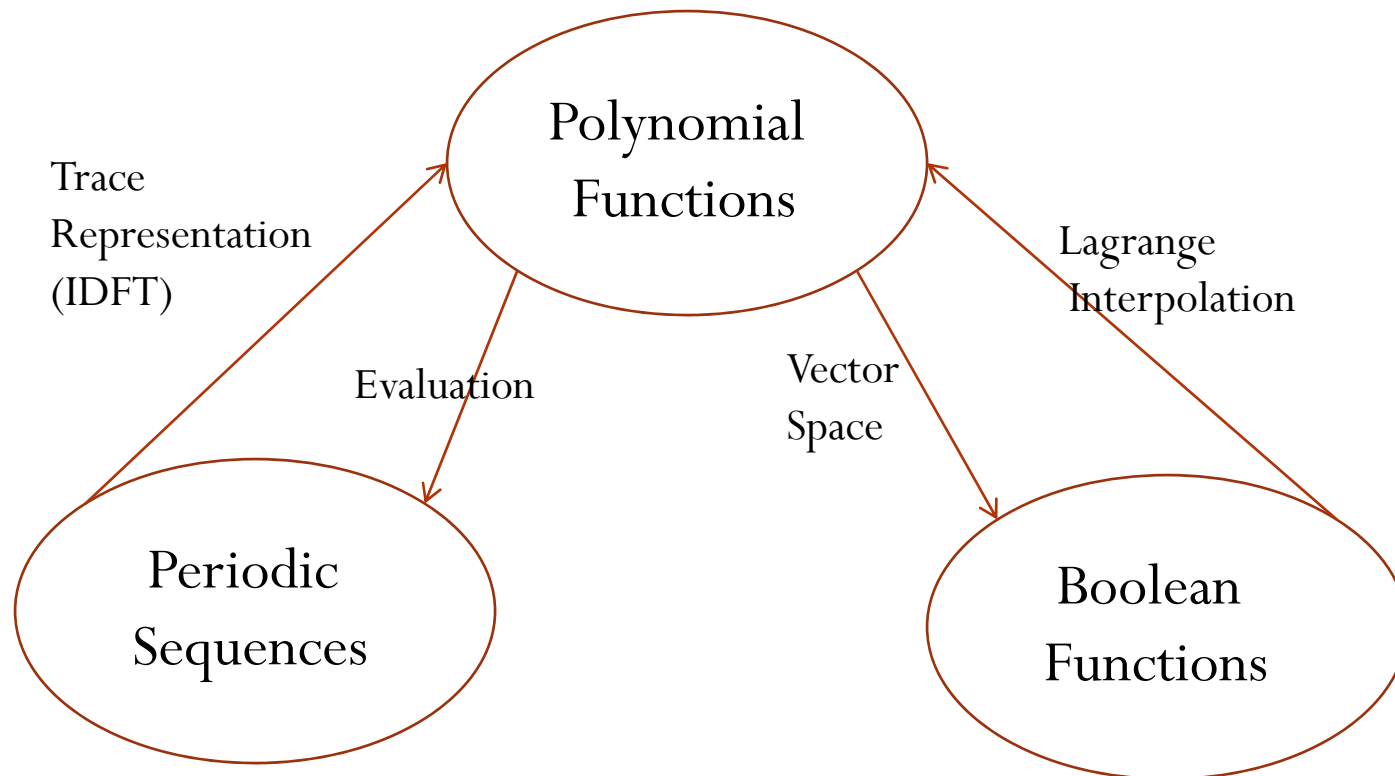 Polynomial
Functions
Trace
Representation
(IDFT)
Lagrange
Interpolation
Evaluation
Vector
Space
Periodic
Sequences
Boolean
Functions